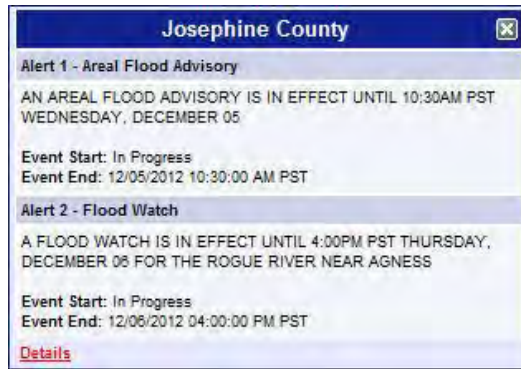 Josephine County
Alert 1 - Areal Flood Advisory
AN AREAL FLOOD ADVISORY IS IN EFFECT UNTIL 10:30AM PST
WEDNESDAY, DECEMBER 05
Event Start: In Progress
Event End: 12/05/2012 10:30:00 AM PST
Alert 2 - Flood Watch
A FLOOD WATCH IS IN EFFECT UNTIL 4:00PM PST THURSDAY,
DECEMBER 06 FOR THE ROGUE RIVER NEAR AGNESS
Event Start: In Progress
Event End: 12/06/2012 04:00:00 PM PST
Details